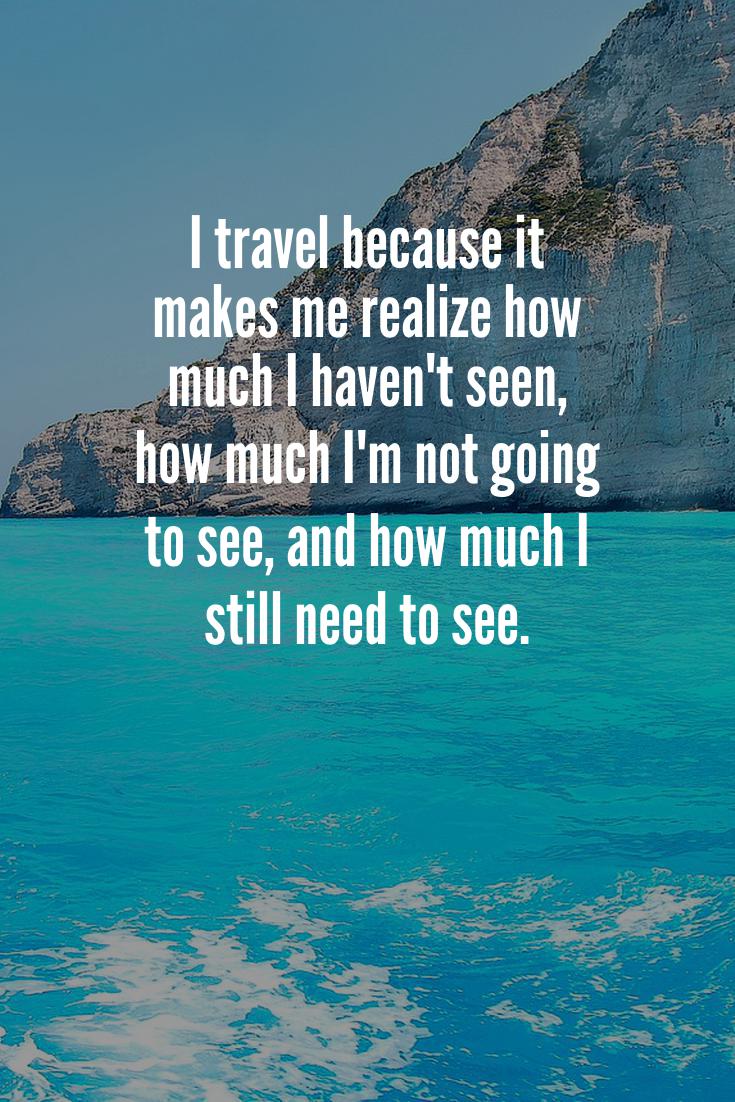 I travel because it
makes me realize how
much I haven't seen,
how much I'm not going
to see, and how much I
still need to see.